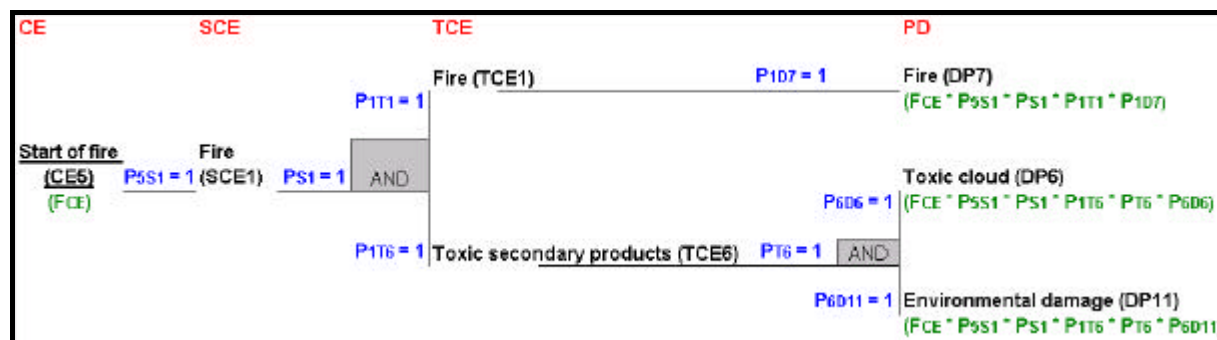 CE SCE TCE PD
Fire (TCE1) P1D7 = 1 Fire (DP7)
P1T1 = 1 (FCE * P5S1 * PS1 * P1T1 * P1D7)
Start of fire Fire
(CE5) P5S1 = 1 (SCE1) PS1 = 1 AND Toxic cloud (DP6)
(FCE) P6D6 = 1 (FCE * P5S1 * PS1 * P1T6 * PT6 * P6D6)
P1T6 = 1 Toxic secondary products (TCE6) PT6 = 1 AND
P6D11 = 1 Environmental damage (DP11)
(FCE * P5S1 * PS1 * P1T6 * PT6 * P6D11